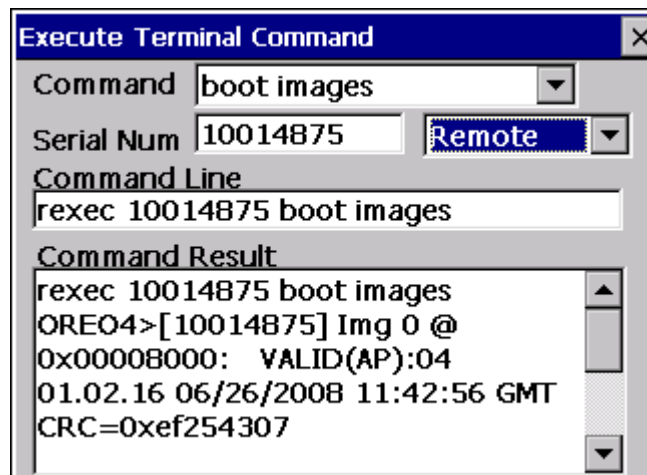 Execute Terminal Command
Command boot images
Serial Num 10014875 Remote
Command Line
rexec 10014875 boot images
Command Result
rexec 10014875 boot images
OREO4>[10014875] Img 0 @
0x00008000: VALID(AP):04
01.02.16 06/26/2008 11:42:56 GMT
CRC=0xef254307